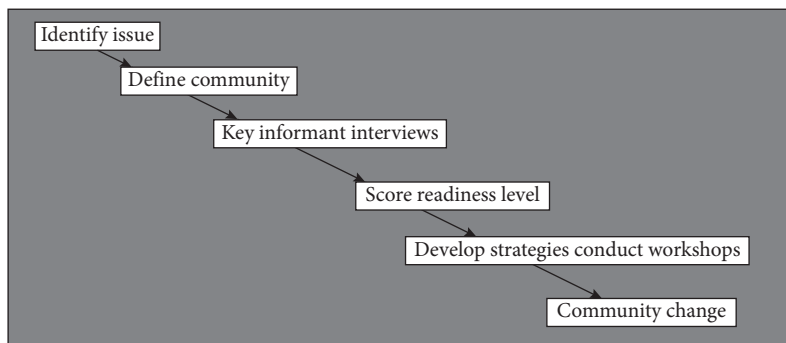 Identify issue
Define community
Key informant interviews
Score readiness level
Develop strategies conduct workshops
Community change